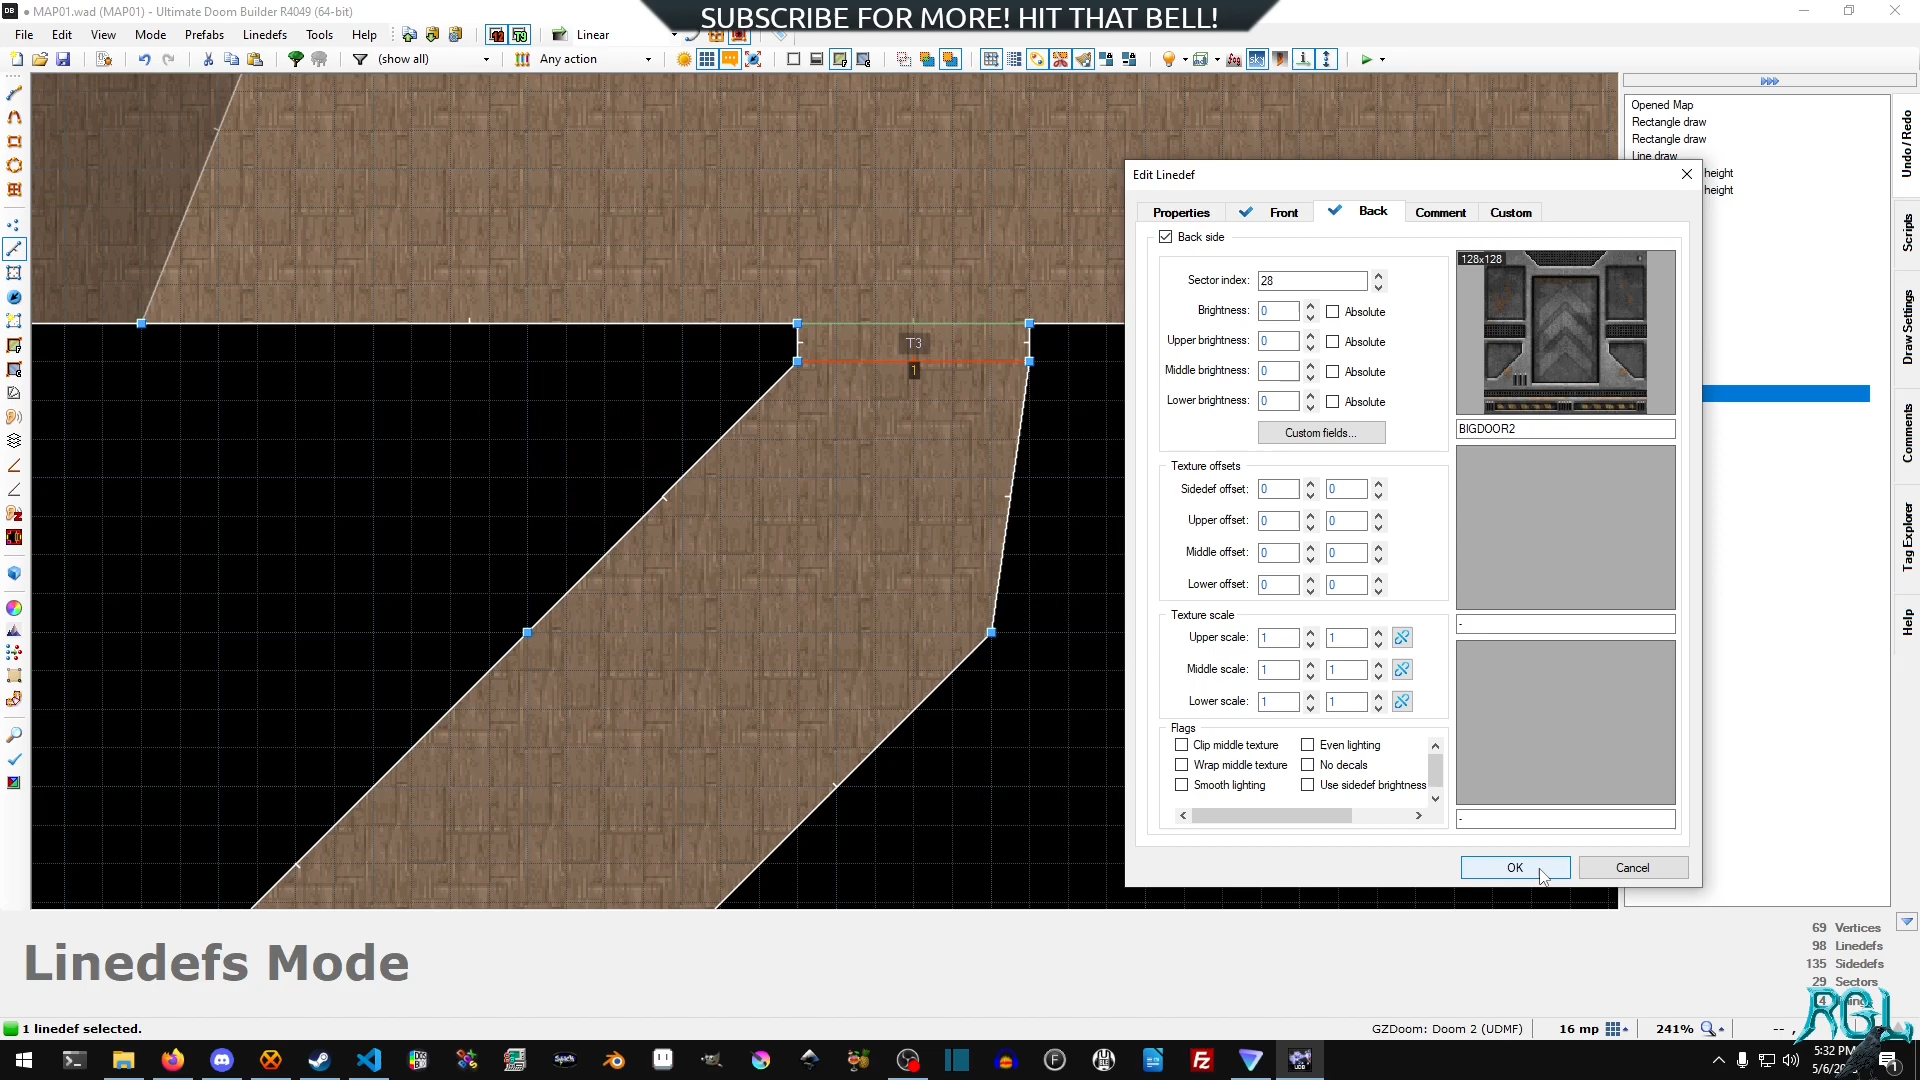 SUBSCRIBE FOR MORE! HIT THAT BELL!
MAP01.wad (MAP01) - Ultimate Doom Builder R4049 (64-bit)
File Edit View Mode Prefabs Linedefs Tools Help
Linear
(show all)
Any action
Opened Map
Rectangle draw
Rectangle draw
Line draw
height
height
Undo / Redo
Scripts
Draw Settings
Comments
Tag Explorer
Help
Edit Linedef
Properties Front Back Comment Custom
Back side
Sector index: 28
Brightness: 0 Absolute
Upper brightness: 0 Absolute
Middle brightness: 0 Absolute
Lower brightness: 0 Absolute
Custom fields...
128x128
BIGDOOR2
Texture offsets
Sidedef offset: 0 0
Upper offset: 0 0
Middle offset: 0 0
Lower offset: 0 0
Texture scale
-
Upper scale: 1 1
Middle scale: 1 1
Lower scale: 1 1
Flags
Clip middle texture Even lighting
Wrap middle texture No decals
Smooth lighting Use sidedef brightness
-
OK Cancel
T3
1
Linedefs Mode
69 Vertices
98 Linedefs
135 Sidedefs
29 Sectors
RGL
1 linedef selected.
GZDoom: Doom 2 (UDMF) 16 mp 241% -- ,
5:32 PM